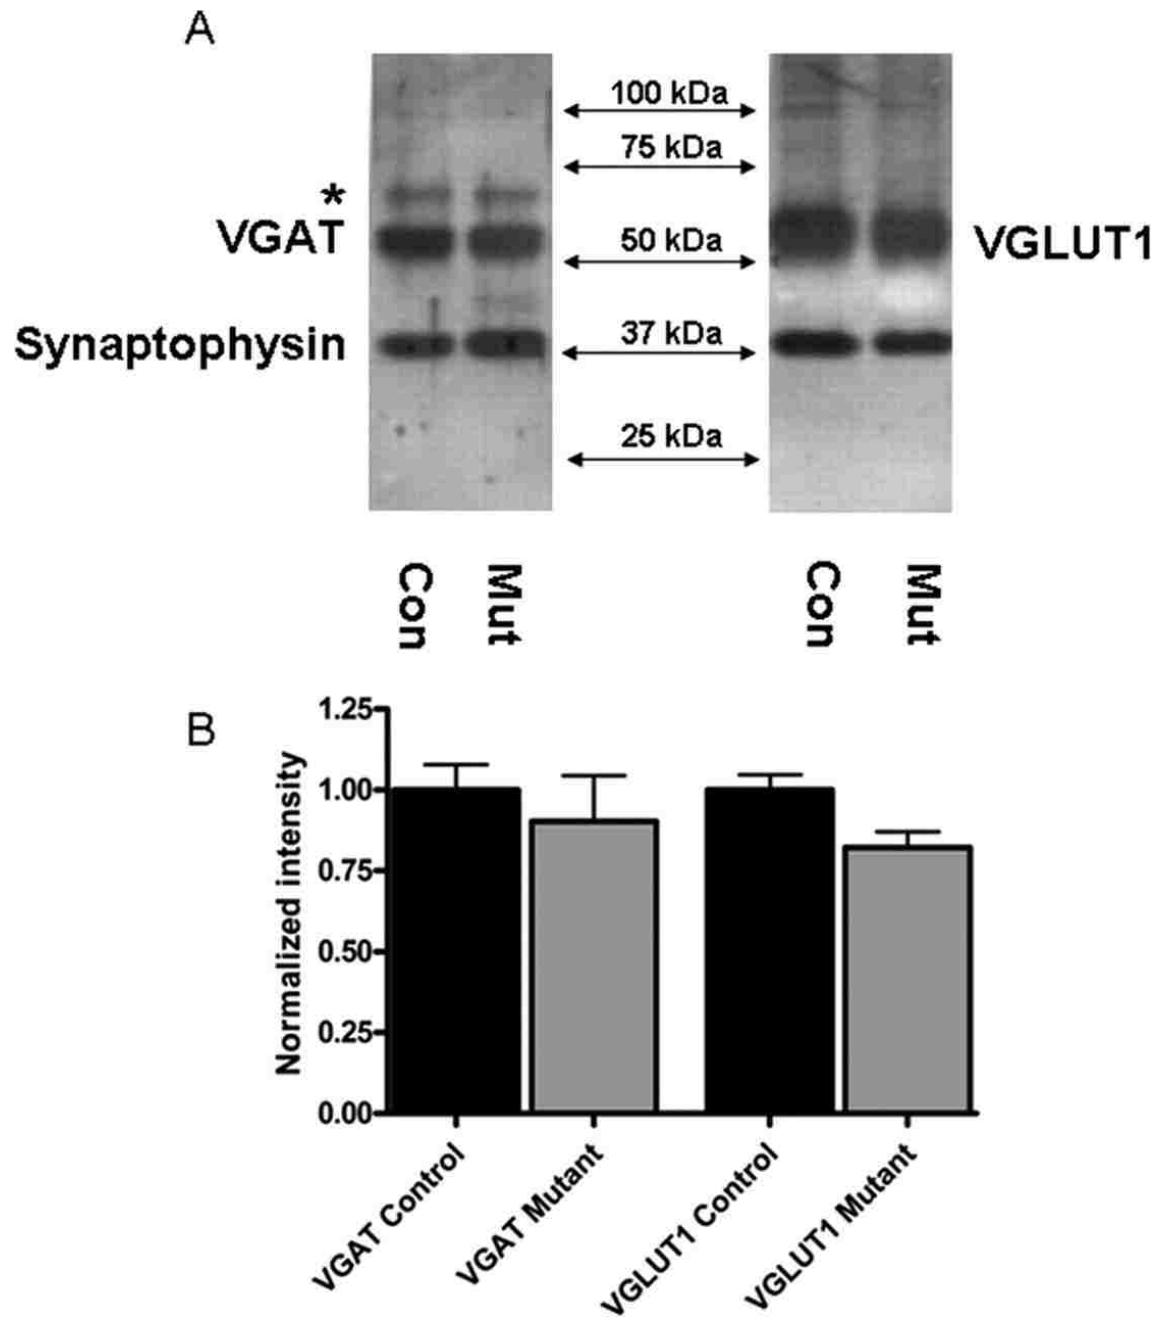 A
100 kDa
75 kDa
*
VGAT
50 kDa
VGLUT1
Synaptophysin
37 kDa
25 kDa
Con
Mut
Con
Mut
B
1.25
1.00
0.75
0.50
0.25
0.00
Normalized intensity
VGAT Control
VGAT Mutant
VGLUT1 Control
VGLUT1 Mutant